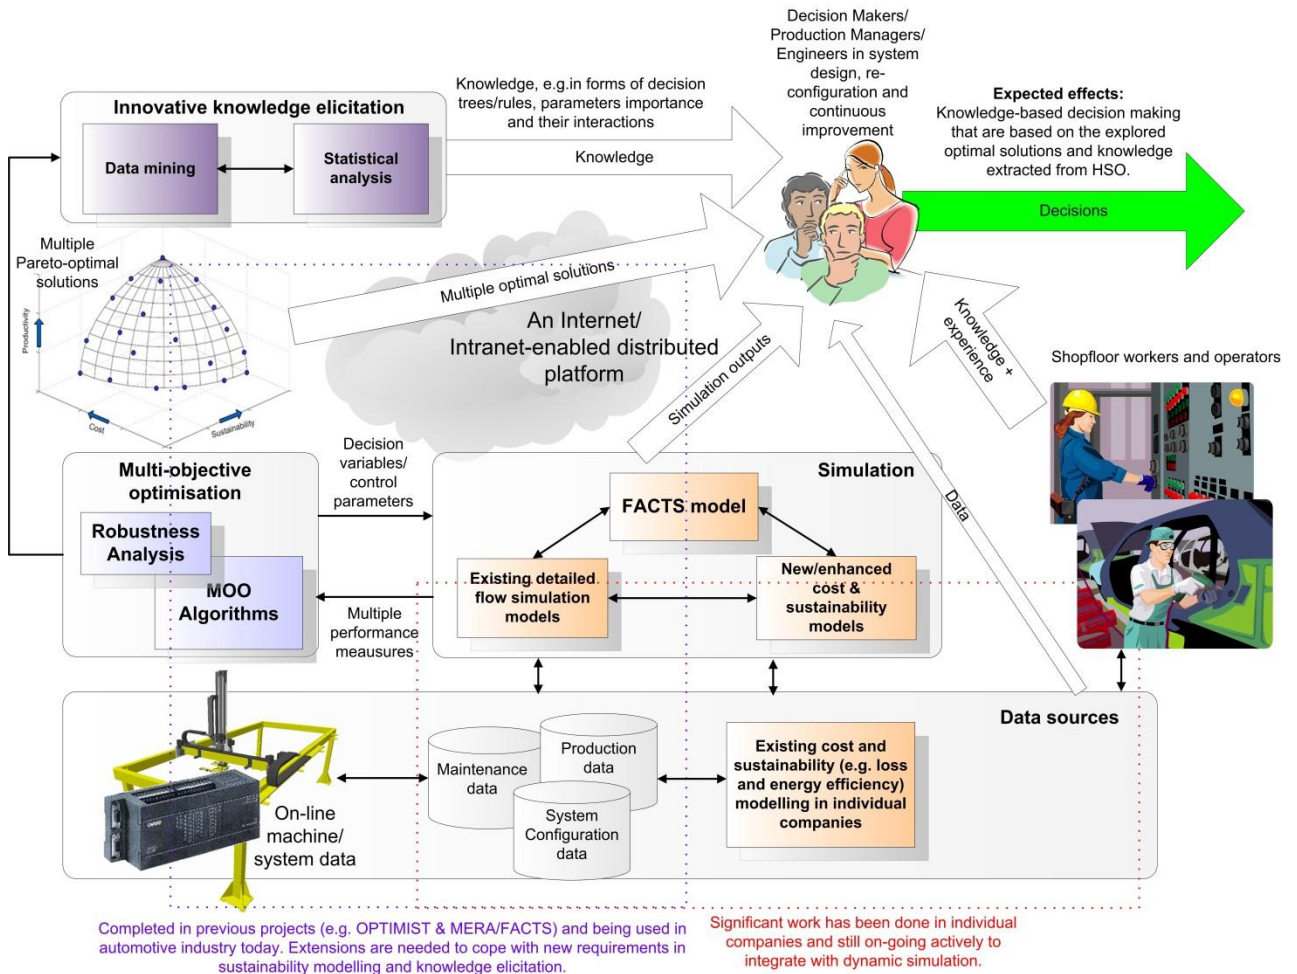 Decision Makers/
Production Managers/
Engineers in system
design, re-
configuration and
continuous
improvement
Innovative knowledge elicitation
Data mining
Statistical
analysis
Knowledge, e.g.in forms of decision
trees/rules, parameters importance
and their interactions
Knowledge
Expected effects:
Knowledge-based decision making
that are based on the explored
optimal solutions and knowledge
extracted from HSO.
Decisions
Multiple
Pareto-optimal
solutions
Productivity
Cost
Sustainability
Multiple optimal solutions
An Internet/
Intranet-enabled distributed
platform
Simulation outputs
Knowledge +
experience
Data
Shopfloor workers and operators
Multi-objective
optimisation
Robustness
Analysis
MOO
Algorithms
Decision
variables/
control
parameters
Multiple
performance
meausures
Simulation
FACTS model
Existing detailed
flow simulation
models
New/enhanced
cost &
sustainability
models
Data sources
On-line
machine/
system data
Maintenance
data
Production
data
System
Configuration
data
Existing cost and
sustainability (e.g. loss
and energy efficiency)
modelling in individual
companies
Completed in previous projects (e.g. OPTIMIST & MERA/FACTS) and being used in
automotive industry today. Extensions are needed to cope with new requirements in
sustainability modelling and knowledge elicitation.
Significant work has been done in individual
companies and still on-going actively to
integrate with dynamic simulation.